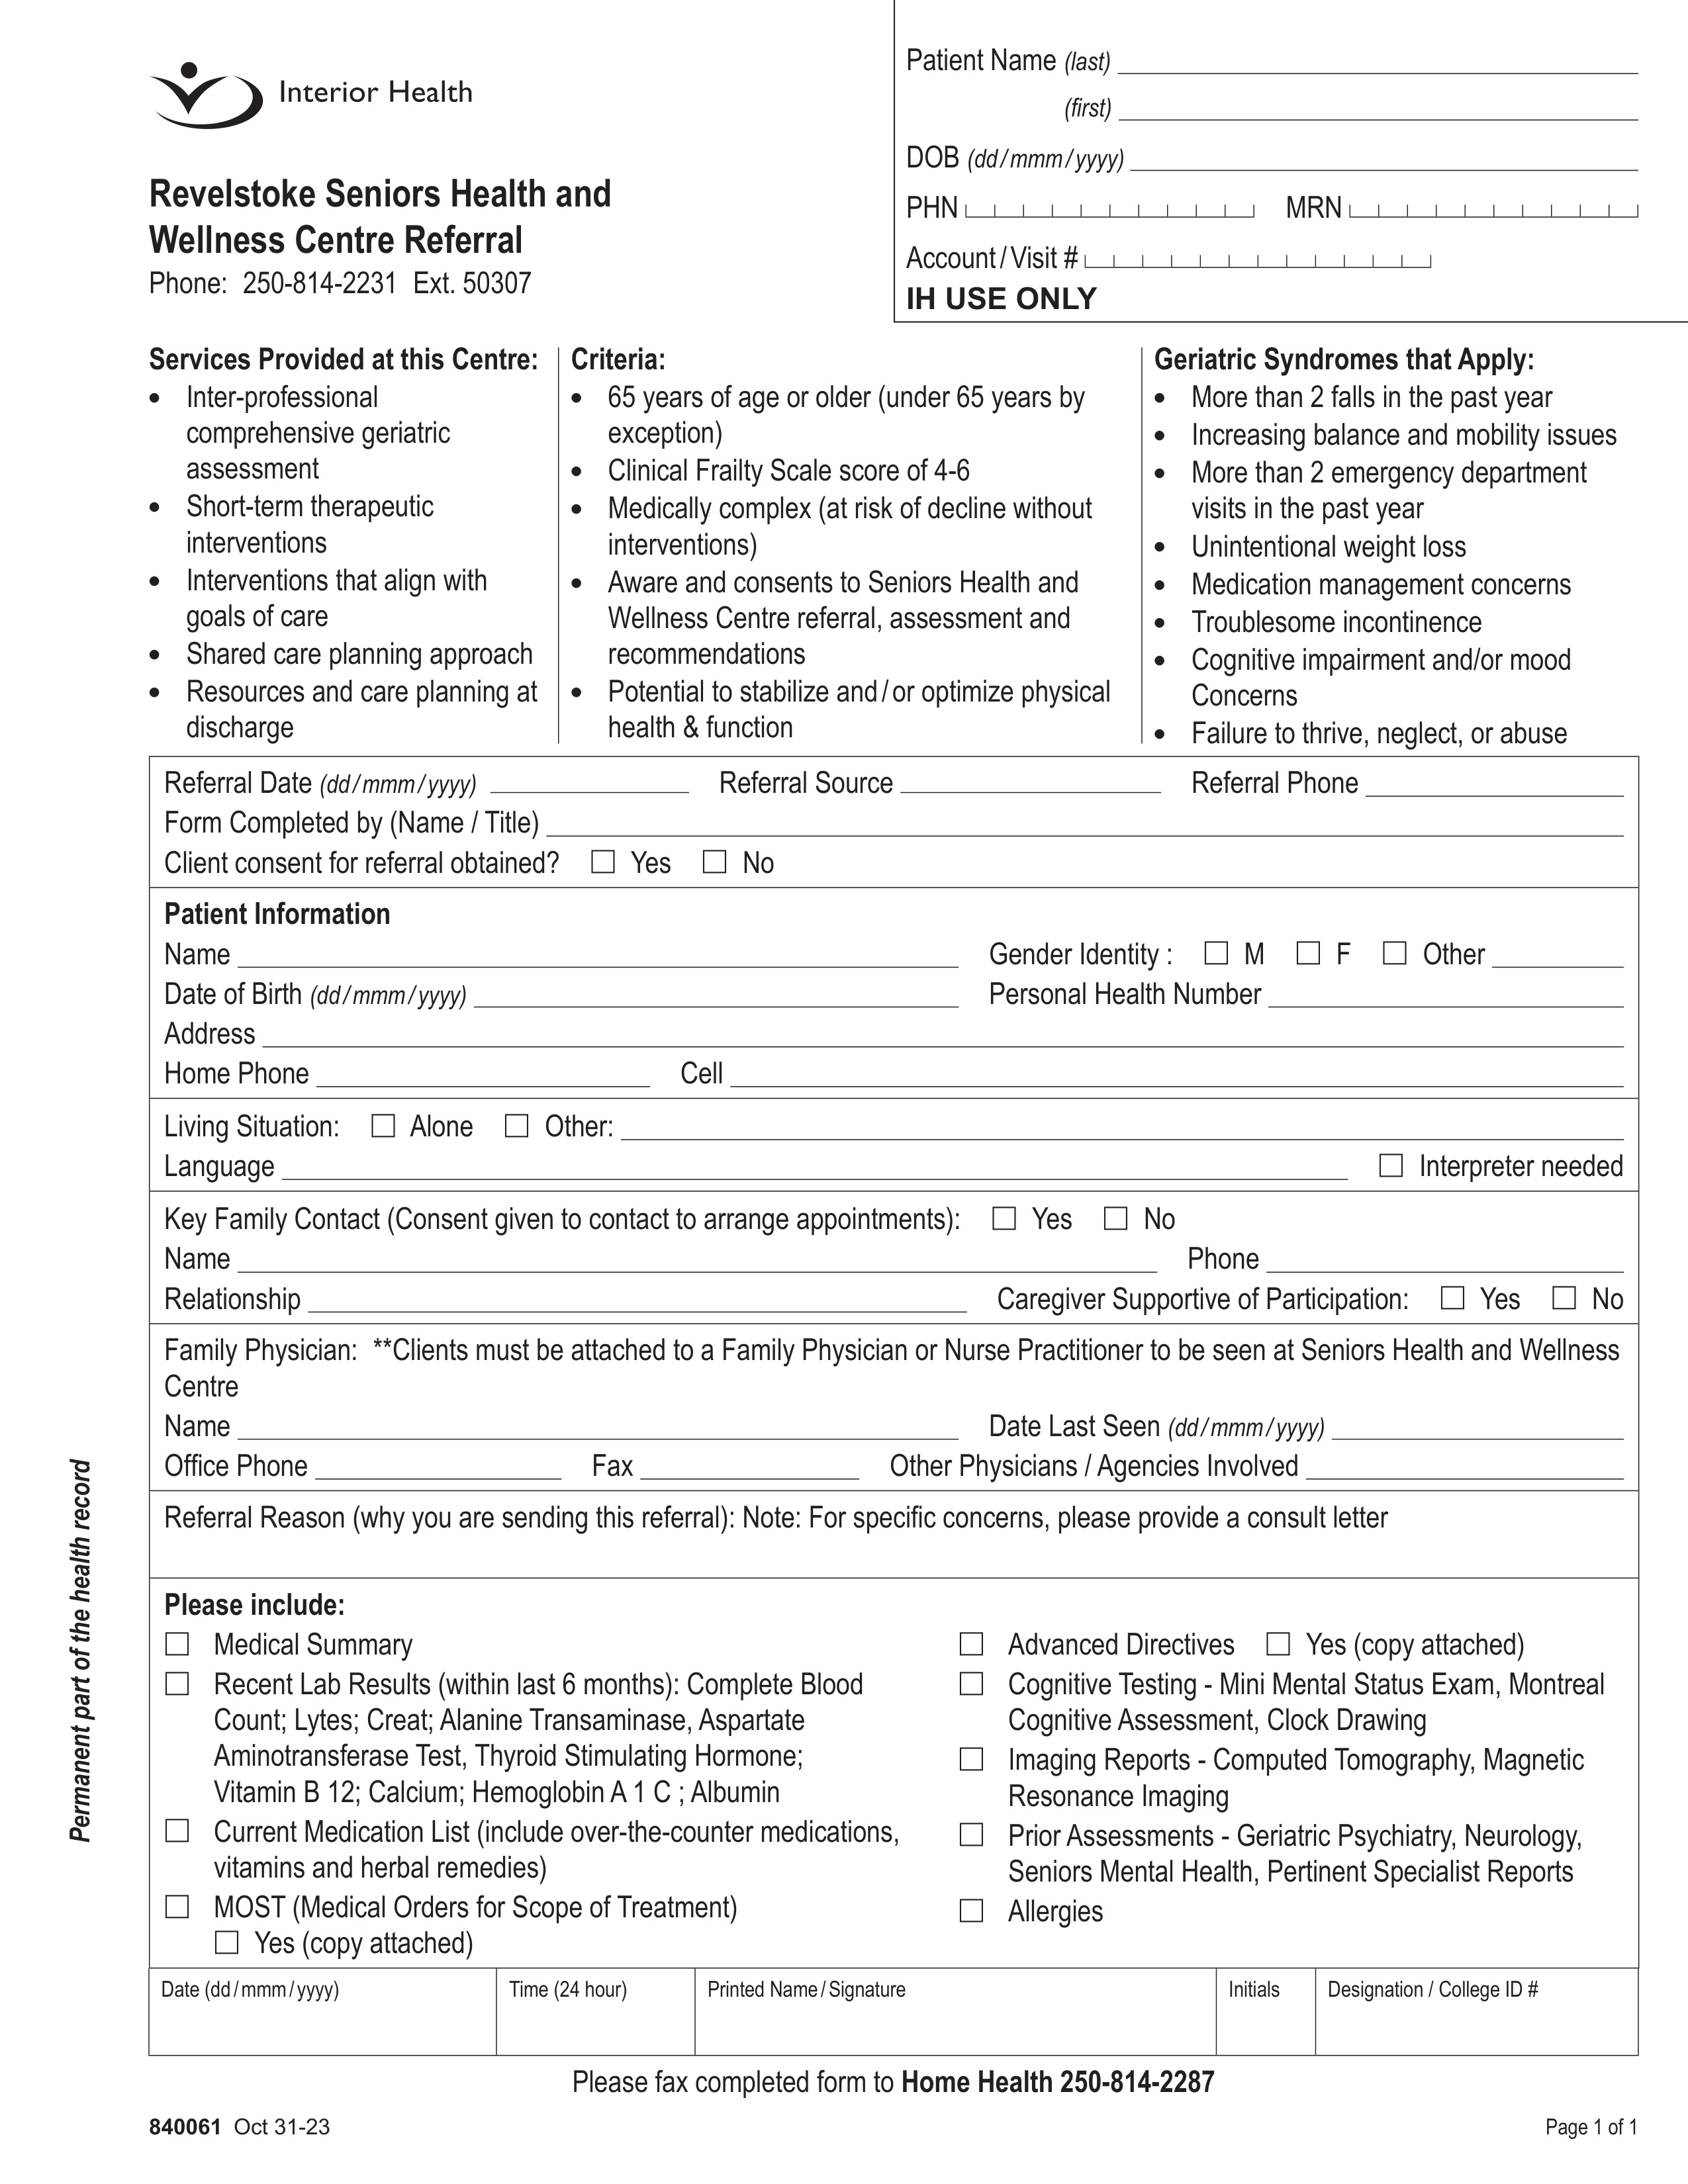 Interior Health
Patient Name (last)
(first)
DOB (dd/mmm/yyyy)
PHN MRN
Account/Visit #
IH USE ONLY
Revelstoke Seniors Health and
Wellness Centre Referral
Phone: 250-814-2231 Ext. 50307
Services Provided at this Centre:
• Inter-professional
comprehensive geriatric
assessment
• Short-term therapeutic
interventions
• Interventions that align with
goals of care
• Shared care planning approach
• Resources and care planning at
discharge
Criteria:
• 65 years of age or older (under 65 years by
exception)
• Clinical Frailty Scale score of 4-6
• Medically complex (at risk of decline without
interventions)
• Aware and consents to Seniors Health and
Wellness Centre referral, assessment and
recommendations
• Potential to stabilize and/or optimize physical
health & function
Geriatric Syndromes that Apply:
• More than 2 falls in the past year
• Increasing balance and mobility issues
• More than 2 emergency department
visits in the past year
• Unintentional weight loss
• Medication management concerns
• Troublesome incontinence
• Cognitive impairment and/or mood
Concerns
• Failure to thrive, neglect, or abuse
Referral Date (dd/mmm/yyyy) Referral Source Referral Phone
Form Completed by (Name / Title)
Client consent for referral obtained? ☐ Yes ☐ No
Patient Information
Name Gender Identity : ☐ M ☐ F ☐ Other
Date of Birth (dd/mmm/yyyy) Personal Health Number
Address
Home Phone Cell
Living Situation: ☐ Alone ☐ Other:
Language ☐ Interpreter needed
Key Family Contact (Consent given to contact to arrange appointments): ☐ Yes ☐ No
Name Phone
Relationship Caregiver Supportive of Participation: ☐ Yes ☐ No
Family Physician: **Clients must be attached to a Family Physician or Nurse Practitioner to be seen at Seniors Health and Wellness
Centre
Name Date Last Seen (dd/mmm/yyyy)
Office Phone Fax Other Physicians / Agencies Involved
Referral Reason (why you are sending this referral): Note: For specific concerns, please provide a consult letter
Please include:
☐ Medical Summary
☐ Recent Lab Results (within last 6 months): Complete Blood
Count; Lytes; Creat; Alanine Transaminase, Aspartate
Aminotransferase Test, Thyroid Stimulating Hormone;
Vitamin B 12; Calcium; Hemoglobin A 1 C ; Albumin
☐ Current Medication List (include over-the-counter medications,
vitamins and herbal remedies)
☐ MOST (Medical Orders for Scope of Treatment)
☐ Yes (copy attached)
☐ Advanced Directives ☐ Yes (copy attached)
☐ Cognitive Testing - Mini Mental Status Exam, Montreal
Cognitive Assessment, Clock Drawing
☐ Imaging Reports - Computed Tomography, Magnetic
Resonance Imaging
☐ Prior Assessments - Geriatric Psychiatry, Neurology,
Seniors Mental Health, Pertinent Specialist Reports
☐ Allergies
Date (dd/mmm/yyyy) Time (24 hour) Printed Name/Signature Initials Designation / College ID #
Please fax completed form to Home Health 250-814-2287
840061 Oct 31-23 Page 1 of 1
Permanent part of the health record